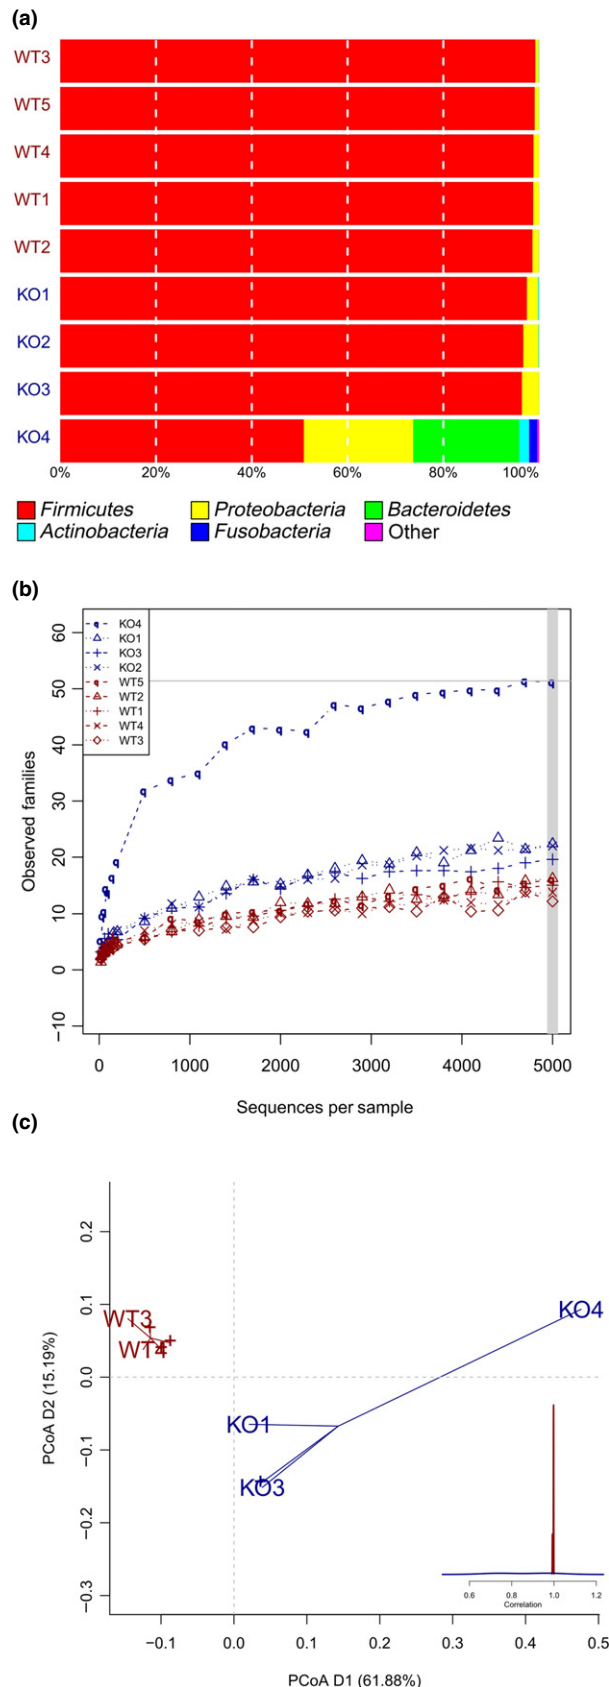 (a)
WT3
WT5
WT4
WT1
WT2
KO1
KO2
KO3
KO4
0% 20% 40% 60% 80% 100%
Firmicutes Proteobacteria Bacteroidetes
Actinobacteria Fusobacteria Other
(b)
KO4
KO1
KO3
KO2
WT5
WT2
WT1
WT4
WT3
Observed families
60
50
40
30
20
10
0
−10
0 1000 2000 3000 4000 5000
Sequences per sample
(c)
PCoA D2 (15.19%)
0.2
0.1
0.0
−0.1
−0.2
−0.3
WT3
WT4
KO4
KO1
KO3
0.6 0.8 1.0 1.2
Correlation
−0.1 0.0 0.1 0.2 0.3 0.4 0.5
PCoA D1 (61.88%)